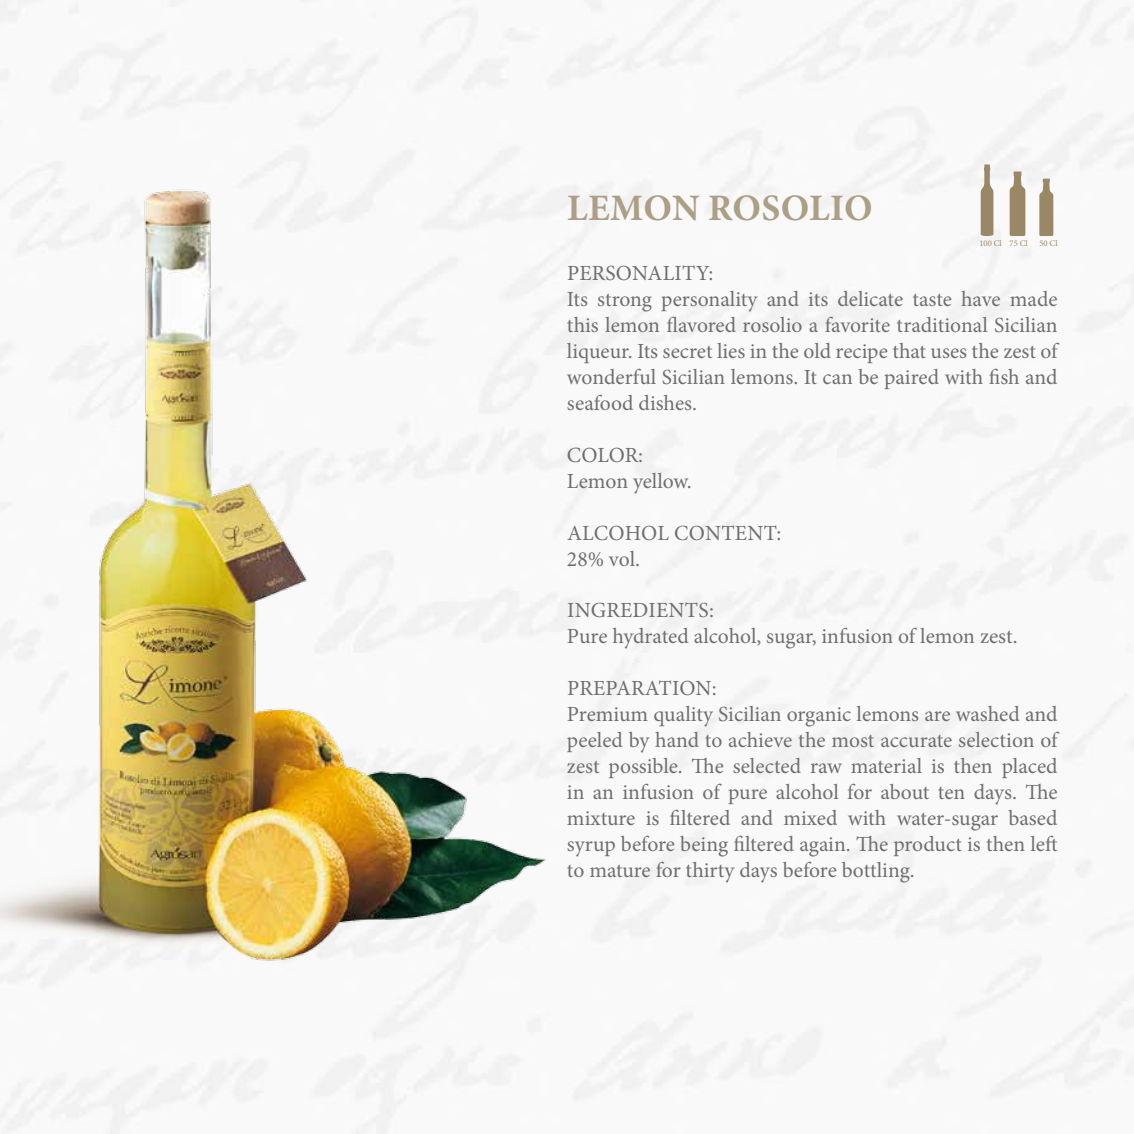 LEMON ROSOLIO
100 Cl 75 Cl 50 Cl
PERSONALITY:
Its strong personality and its delicate taste have made
this lemon flavored rosolio a favorite traditional Sicilian
liqueur. Its secret lies in the old recipe that uses the zest of
wonderful Sicilian lemons. It can be paired with fish and
seafood dishes.
COLOR:
Lemon yellow.
ALCOHOL CONTENT:
28% vol.
INGREDIENTS:
Pure hydrated alcohol, sugar, infusion of lemon zest.
PREPARATION:
Premium quality Sicilian organic lemons are washed and
peeled by hand to achieve the most accurate selection of
zest possible. The selected raw material is then placed
in an infusion of pure alcohol for about ten days. The
mixture is filtered and mixed with water-sugar based
syrup before being filtered again. The product is then left
to mature for thirty days before bottling.
Agrósan
Limone
Antiche ricette siciliane
Limone
Rosolio di Limoni di Sicilia
prodotto artigianale
Agrósan